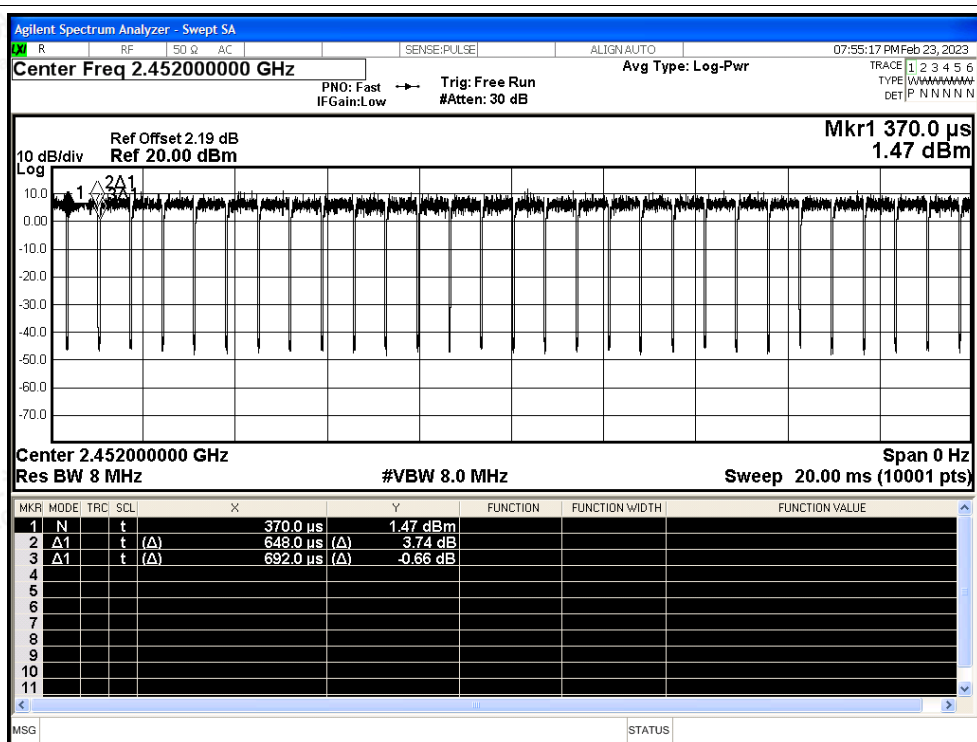 Agilent Spectrum Analyzer - Swept SA
LXI R RF 50 Ω AC SENSE:PULSE ALIGN AUTO 07:55:17 PM Feb 23, 2023
Center Freq 2.452000000 GHz Avg Type: Log-Pwr TRACE 1 2 3 4 5 6
PNO: Fast Trig: Free Run TYPE WWWWWW
IFGain:Low #Atten: 30 dB DET P N N N N N
Mkr1 370.0 µs
Ref Offset 2.19 dB
10 dB/div Ref 20.00 dBm 1.47 dBm
Log
10.0
1
2Δ1
3Δ1
0.00
-10.0
-20.0
-30.0
-40.0
-50.0
-60.0
-70.0
Center 2.452000000 GHz Span 0 Hz
Res BW 8 MHz #VBW 8.0 MHz Sweep 20.00 ms (10001 pts)
MKR MODE TRC SCL X Y FUNCTION FUNCTION WIDTH FUNCTION VALUE
1 N t 370.0 µs 1.47 dBm
2 Δ1 t (Δ) 648.0 µs (Δ) 3.74 dB
3 Δ1 t (Δ) 692.0 µs (Δ) -0.66 dB
4
5
6
7
8
9
10
11
MSG STATUS